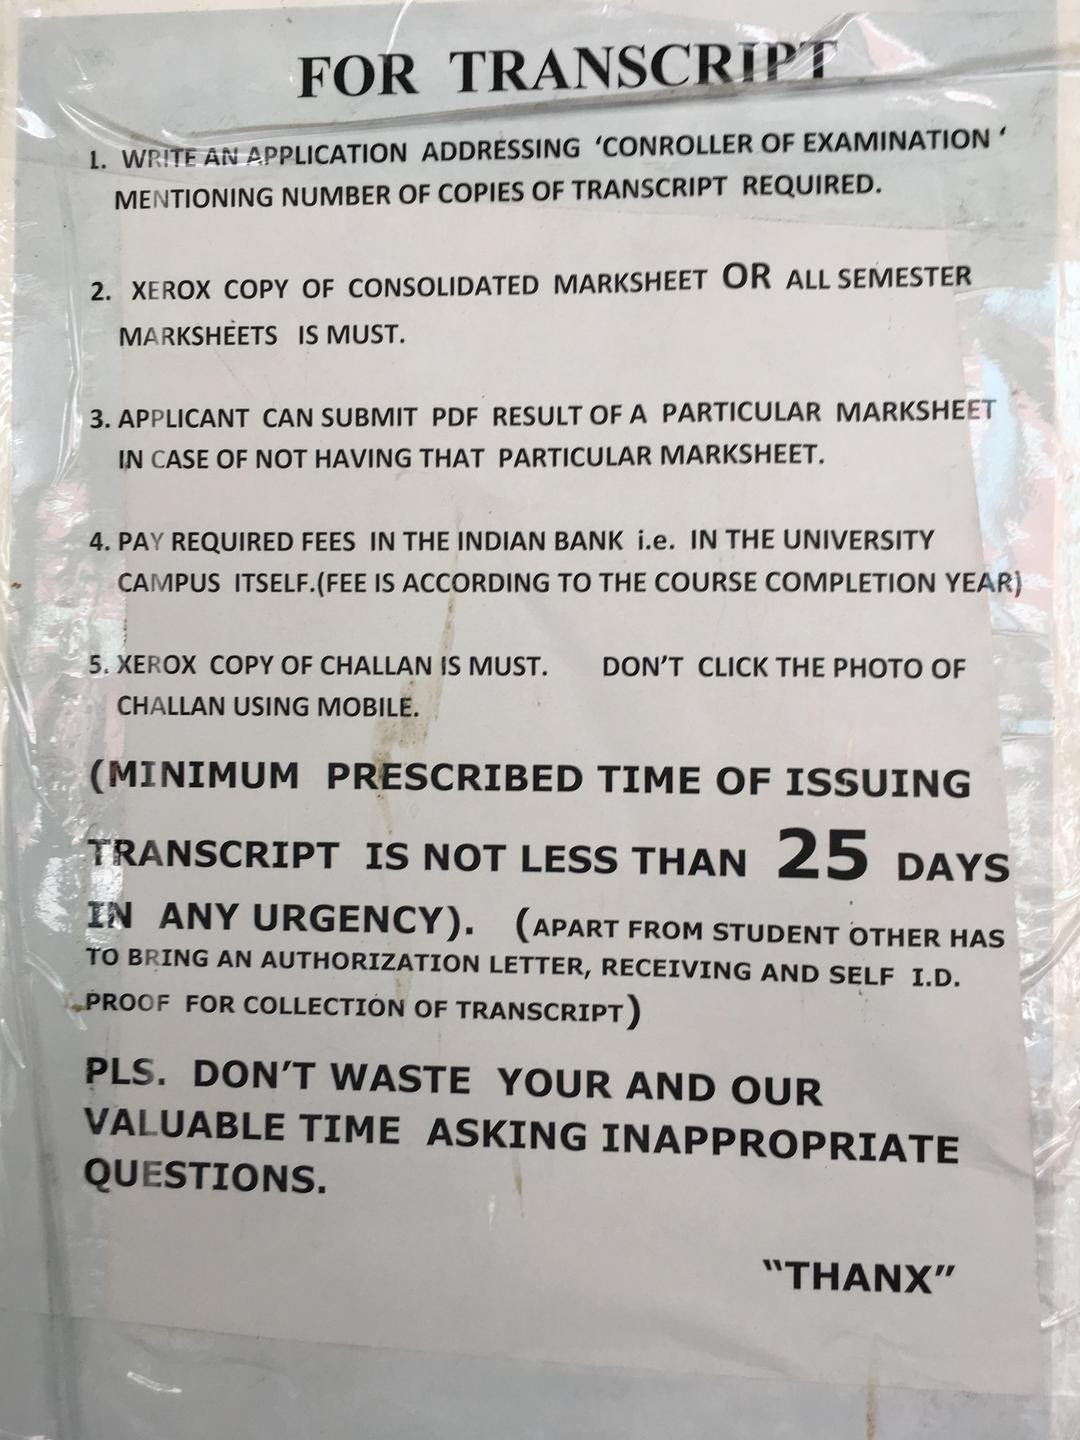 FOR TRANSCRIPT
1. WRITE AN APPLICATION ADDRESSING ‘CONROLLER OF EXAMINATION ‘
MENTIONING NUMBER OF COPIES OF TRANSCRIPT REQUIRED.
2. XEROX COPY OF CONSOLIDATED MARKSHEET OR ALL SEMESTER
MARKSHEETS IS MUST.
3. APPLICANT CAN SUBMIT PDF RESULT OF A PARTICULAR MARKSHEET
IN CASE OF NOT HAVING THAT PARTICULAR MARKSHEET.
4. PAY REQUIRED FEES IN THE INDIAN BANK i.e. IN THE UNIVERSITY
CAMPUS ITSELF.(FEE IS ACCORDING TO THE COURSE COMPLETION YEAR)
5. XEROX COPY OF CHALLAN IS MUST. DON’T CLICK THE PHOTO OF
CHALLAN USING MOBILE.
(MINIMUM PRESCRIBED TIME OF ISSUING
TRANSCRIPT IS NOT LESS THAN 25 DAYS
IN ANY URGENCY). (APART FROM STUDENT OTHER HAS
TO BRING AN AUTHORIZATION LETTER, RECEIVING AND SELF I.D.
PROOF FOR COLLECTION OF TRANSCRIPT)
PLS. DON’T WASTE YOUR AND OUR
VALUABLE TIME ASKING INAPPROPRIATE
QUESTIONS.
“THANX”